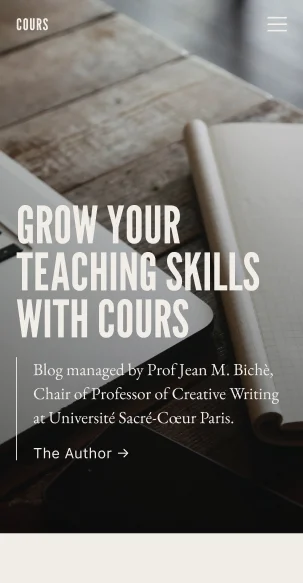 COURS
GROW YOUR
TEACHING SKILLS
WITH COURS
Blog managed by Prof Jean M. Bichè,
Chair of Professor of Creative Writing
at Université Sacré-Cœur Paris.
The Author →